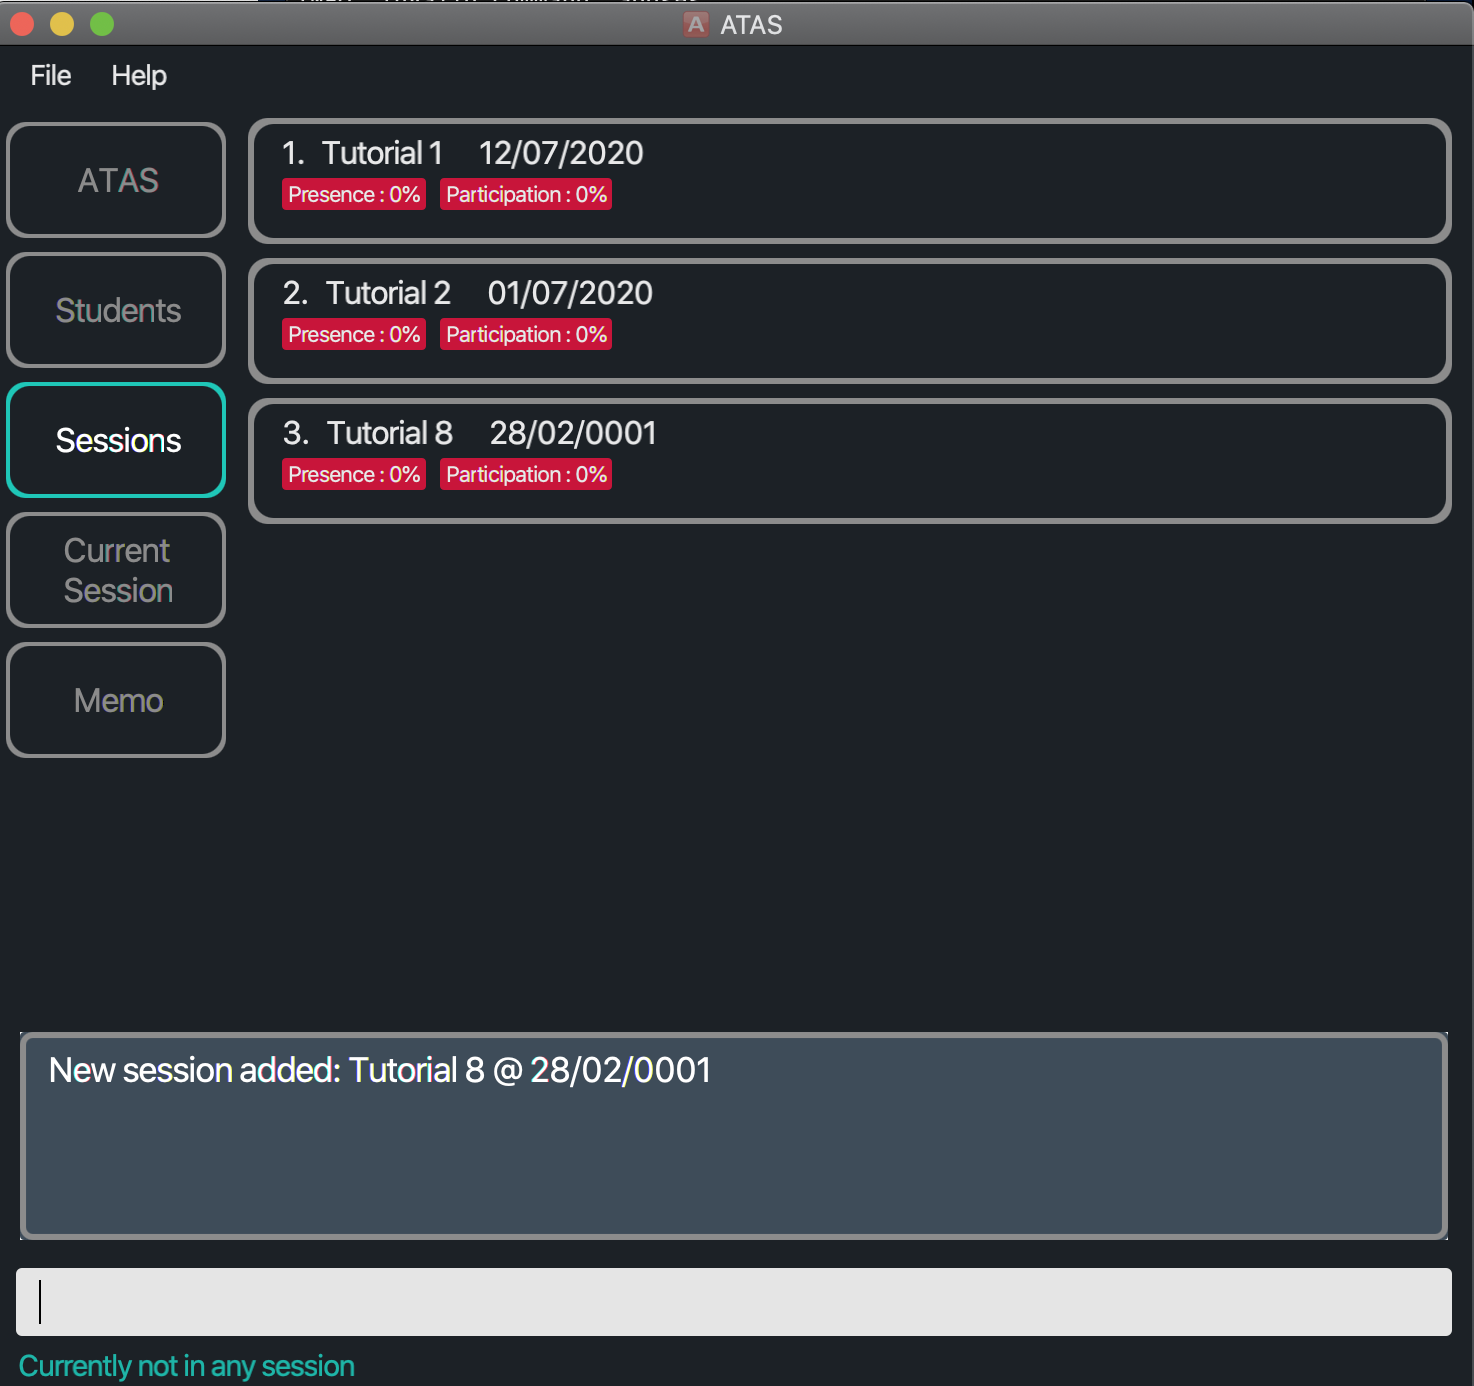 ATAS
File Help
ATAS
Students
Sessions
Current
Session
Memo
1. Tutorial 1 12/07/2020
Presence : 0% Participation : 0%
2. Tutorial 2 01/07/2020
Presence : 0% Participation : 0%
3. Tutorial 8 28/02/0001
Presence : 0% Participation : 0%
New session added: Tutorial 8 @ 28/02/0001
Currently not in any session